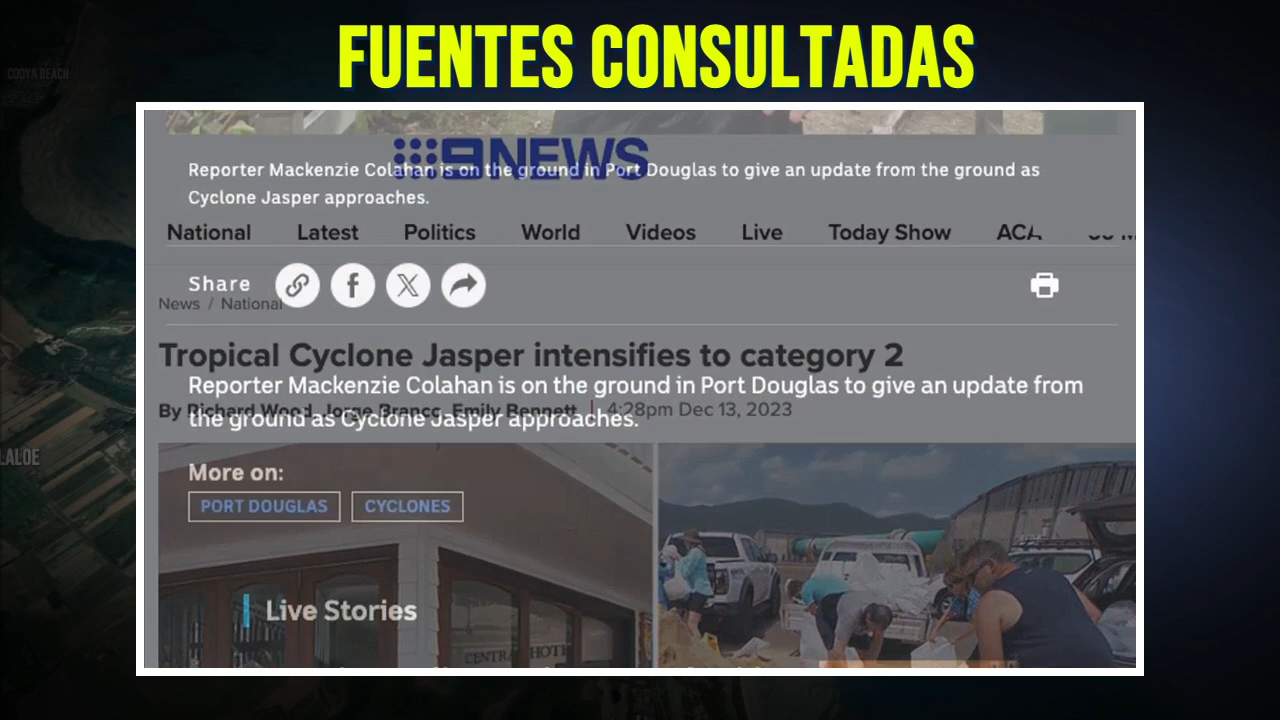 FUENTES CONSULTADAS
COOYA BEACH
9NEWS
Reporter Mackenzie Colahan is on the ground in Port Douglas to give an update from the ground as
Cyclone Jasper approaches.
National Latest Politics World Videos Live Today Show ACA
Share
News / National
Tropical Cyclone Jasper intensifies to category 2
Reporter Mackenzie Colahan is on the ground in Port Douglas to give an update from
By Richard Wood, Jorge Branco, Emily Bennett | 4:28pm Dec 13, 2023
the ground as Cyclone Jasper approaches.
LALOE
More on:
PORT DOUGLAS CYCLONES
Live Stories
CENTRAL HOTEL